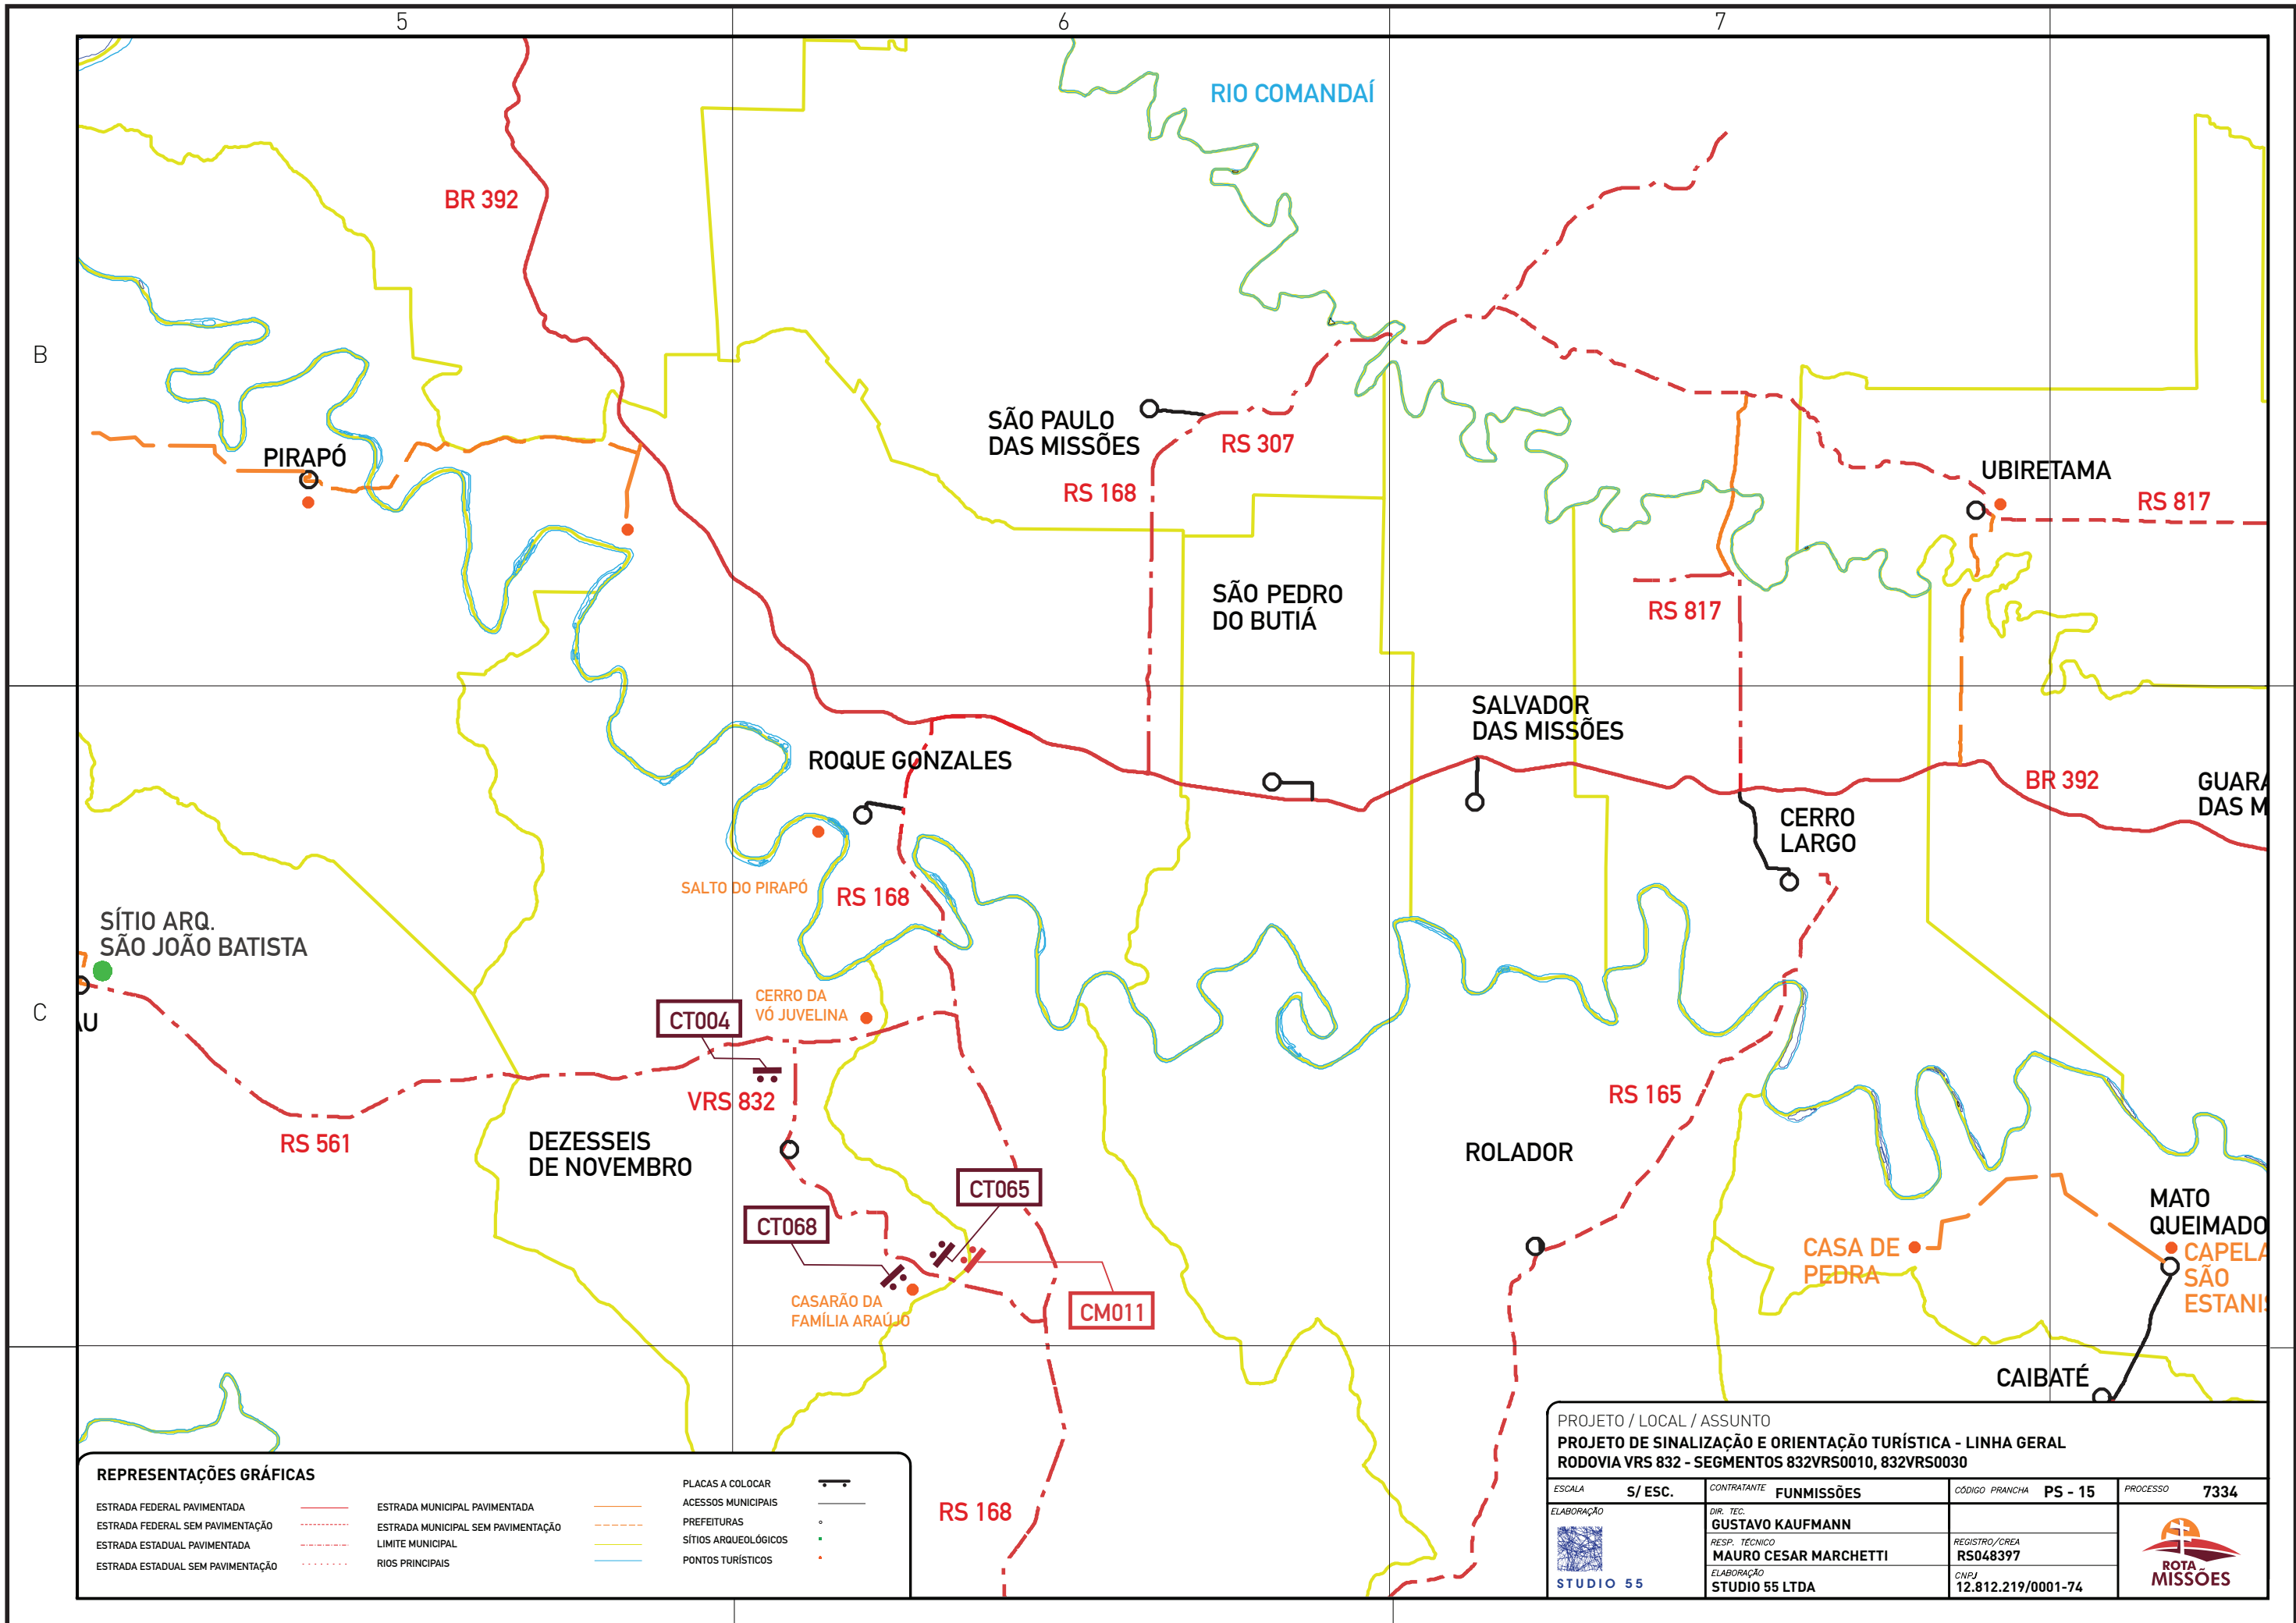 5
6
7
B
C
RIO COMANDAÍ
BR 392
SÃO PAULO
DAS MISSÕES
RS 307
RS 168
PIRAPÓ
UBIRETAMA
RS 817
SÃO PEDRO
DO BUTIÁ
RS 817
SALVADOR
DAS MISSÕES
ROQUE GONZALES
BR 392
GUARA
DAS M
CERRO
LARGO
SALTO DO PIRAPÓ
RS 168
SÍTIO ARQ.
SÃO JOÃO BATISTA
AU
CERRO DA
VÓ JUVELINA
CT004
VRS 832
RS 561
DEZESSEIS
DE NOVEMBRO
RS 165
ROLADOR
CT065
CT068
CASARÃO DA
FAMÍLIA ARAÚJO
CM011
MATO
QUEIMADO
CASA DE
PEDRA
CAPELA
SÃO
ESTANIS
CAIBATÉ
RS 168
REPRESENTAÇÕES GRÁFICAS
ESTRADA FEDERAL PAVIMENTADA
ESTRADA FEDERAL SEM PAVIMENTAÇÃO
ESTRADA ESTADUAL PAVIMENTADA
ESTRADA ESTADUAL SEM PAVIMENTAÇÃO
ESTRADA MUNICIPAL PAVIMENTADA
ESTRADA MUNICIPAL SEM PAVIMENTAÇÃO
LIMITE MUNICIPAL
RIOS PRINCIPAIS
PLACAS A COLOCAR
ACESSOS MUNICIPAIS
PREFEITURAS
SÍTIOS ARQUEOLÓGICOS
PONTOS TURÍSTICOS
PROJETO / LOCAL / ASSUNTO
PROJETO DE SINALIZAÇÃO E ORIENTAÇÃO TURÍSTICA - LINHA GERAL
RODOVIA VRS 832 - SEGMENTOS 832VRS0010, 832VRS0030
ESCALA S/ ESC.
CONTRATANTE FUNMISSÕES
CÓDIGO PRANCHA PS - 15
PROCESSO 7334
ELABORAÇÃO
STUDIO 55
DIR. TEC.
GUSTAVO KAUFMANN
RESP. TÉCNICO
MAURO CESAR MARCHETTI
REGISTRO/CREA
RS048397
ELABORAÇÃO
STUDIO 55 LTDA
CNPJ
12.812.219/0001-74
ROTA
MISSÕES